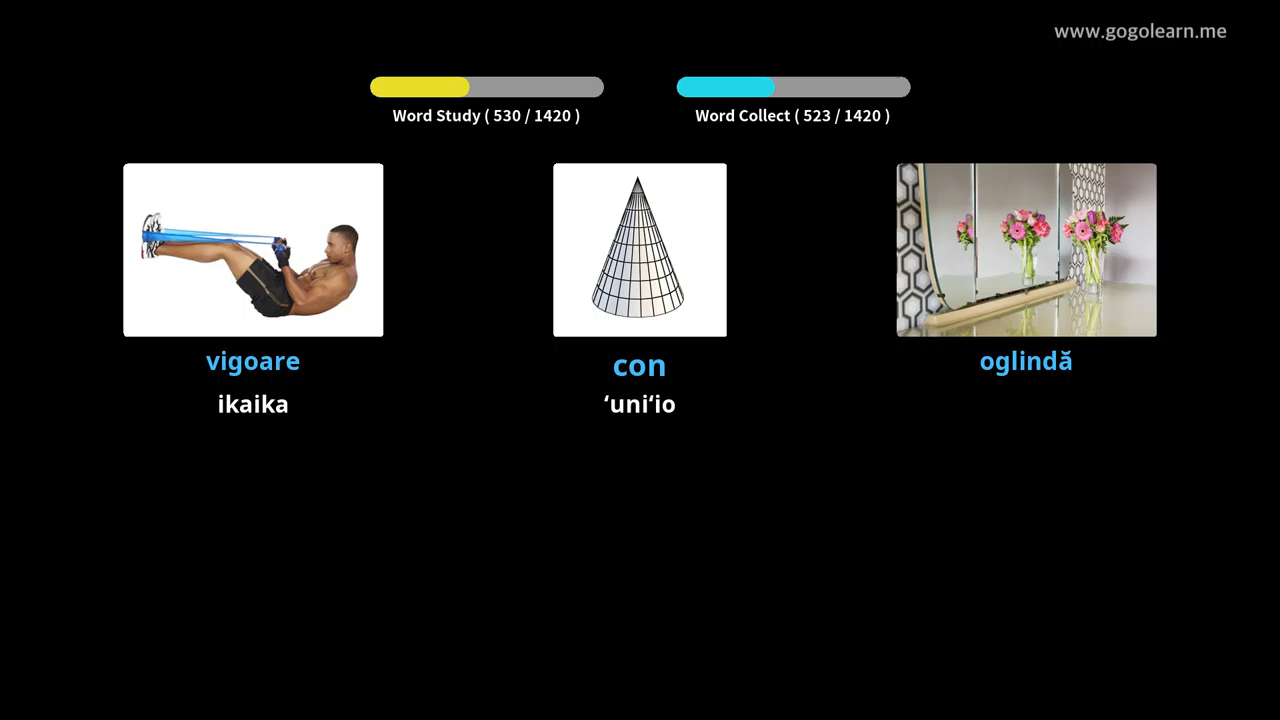 www.gogolearn.me
Word Study ( 530 / 1420 )
Word Collect ( 523 / 1420 )
vigoare
con
oglindă
ikaika
ʻuniʻio